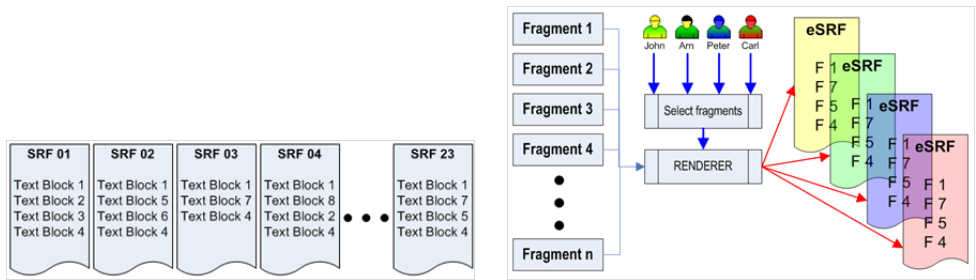 SRF 01
Text Block 1
Text Block 2
Text Block 3
Text Block 4
SRF 02
Text Block 1
Text Block 5
Text Block 6
Text Block 4
SRF 03
Text Block 1
Text Block 7
Text Block 4
SRF 04
Text Block 1
Text Block 8
Text Block 2
Text Block 4
SRF 23
Text Block 1
Text Block 7
Text Block 5
Text Block 4
Fragment 1
Fragment 2
Fragment 3
Fragment 4
Fragment n
John Arn Peter Carl
Select fragments
RENDERER
eSRF
F 1
F 7
F 5
F 4
eSRF
F 1
F 7
F 5
F 4
eSRF
F 1
F 7
F 5
F 4
eSRF
F 1
F 7
F 5
F 4